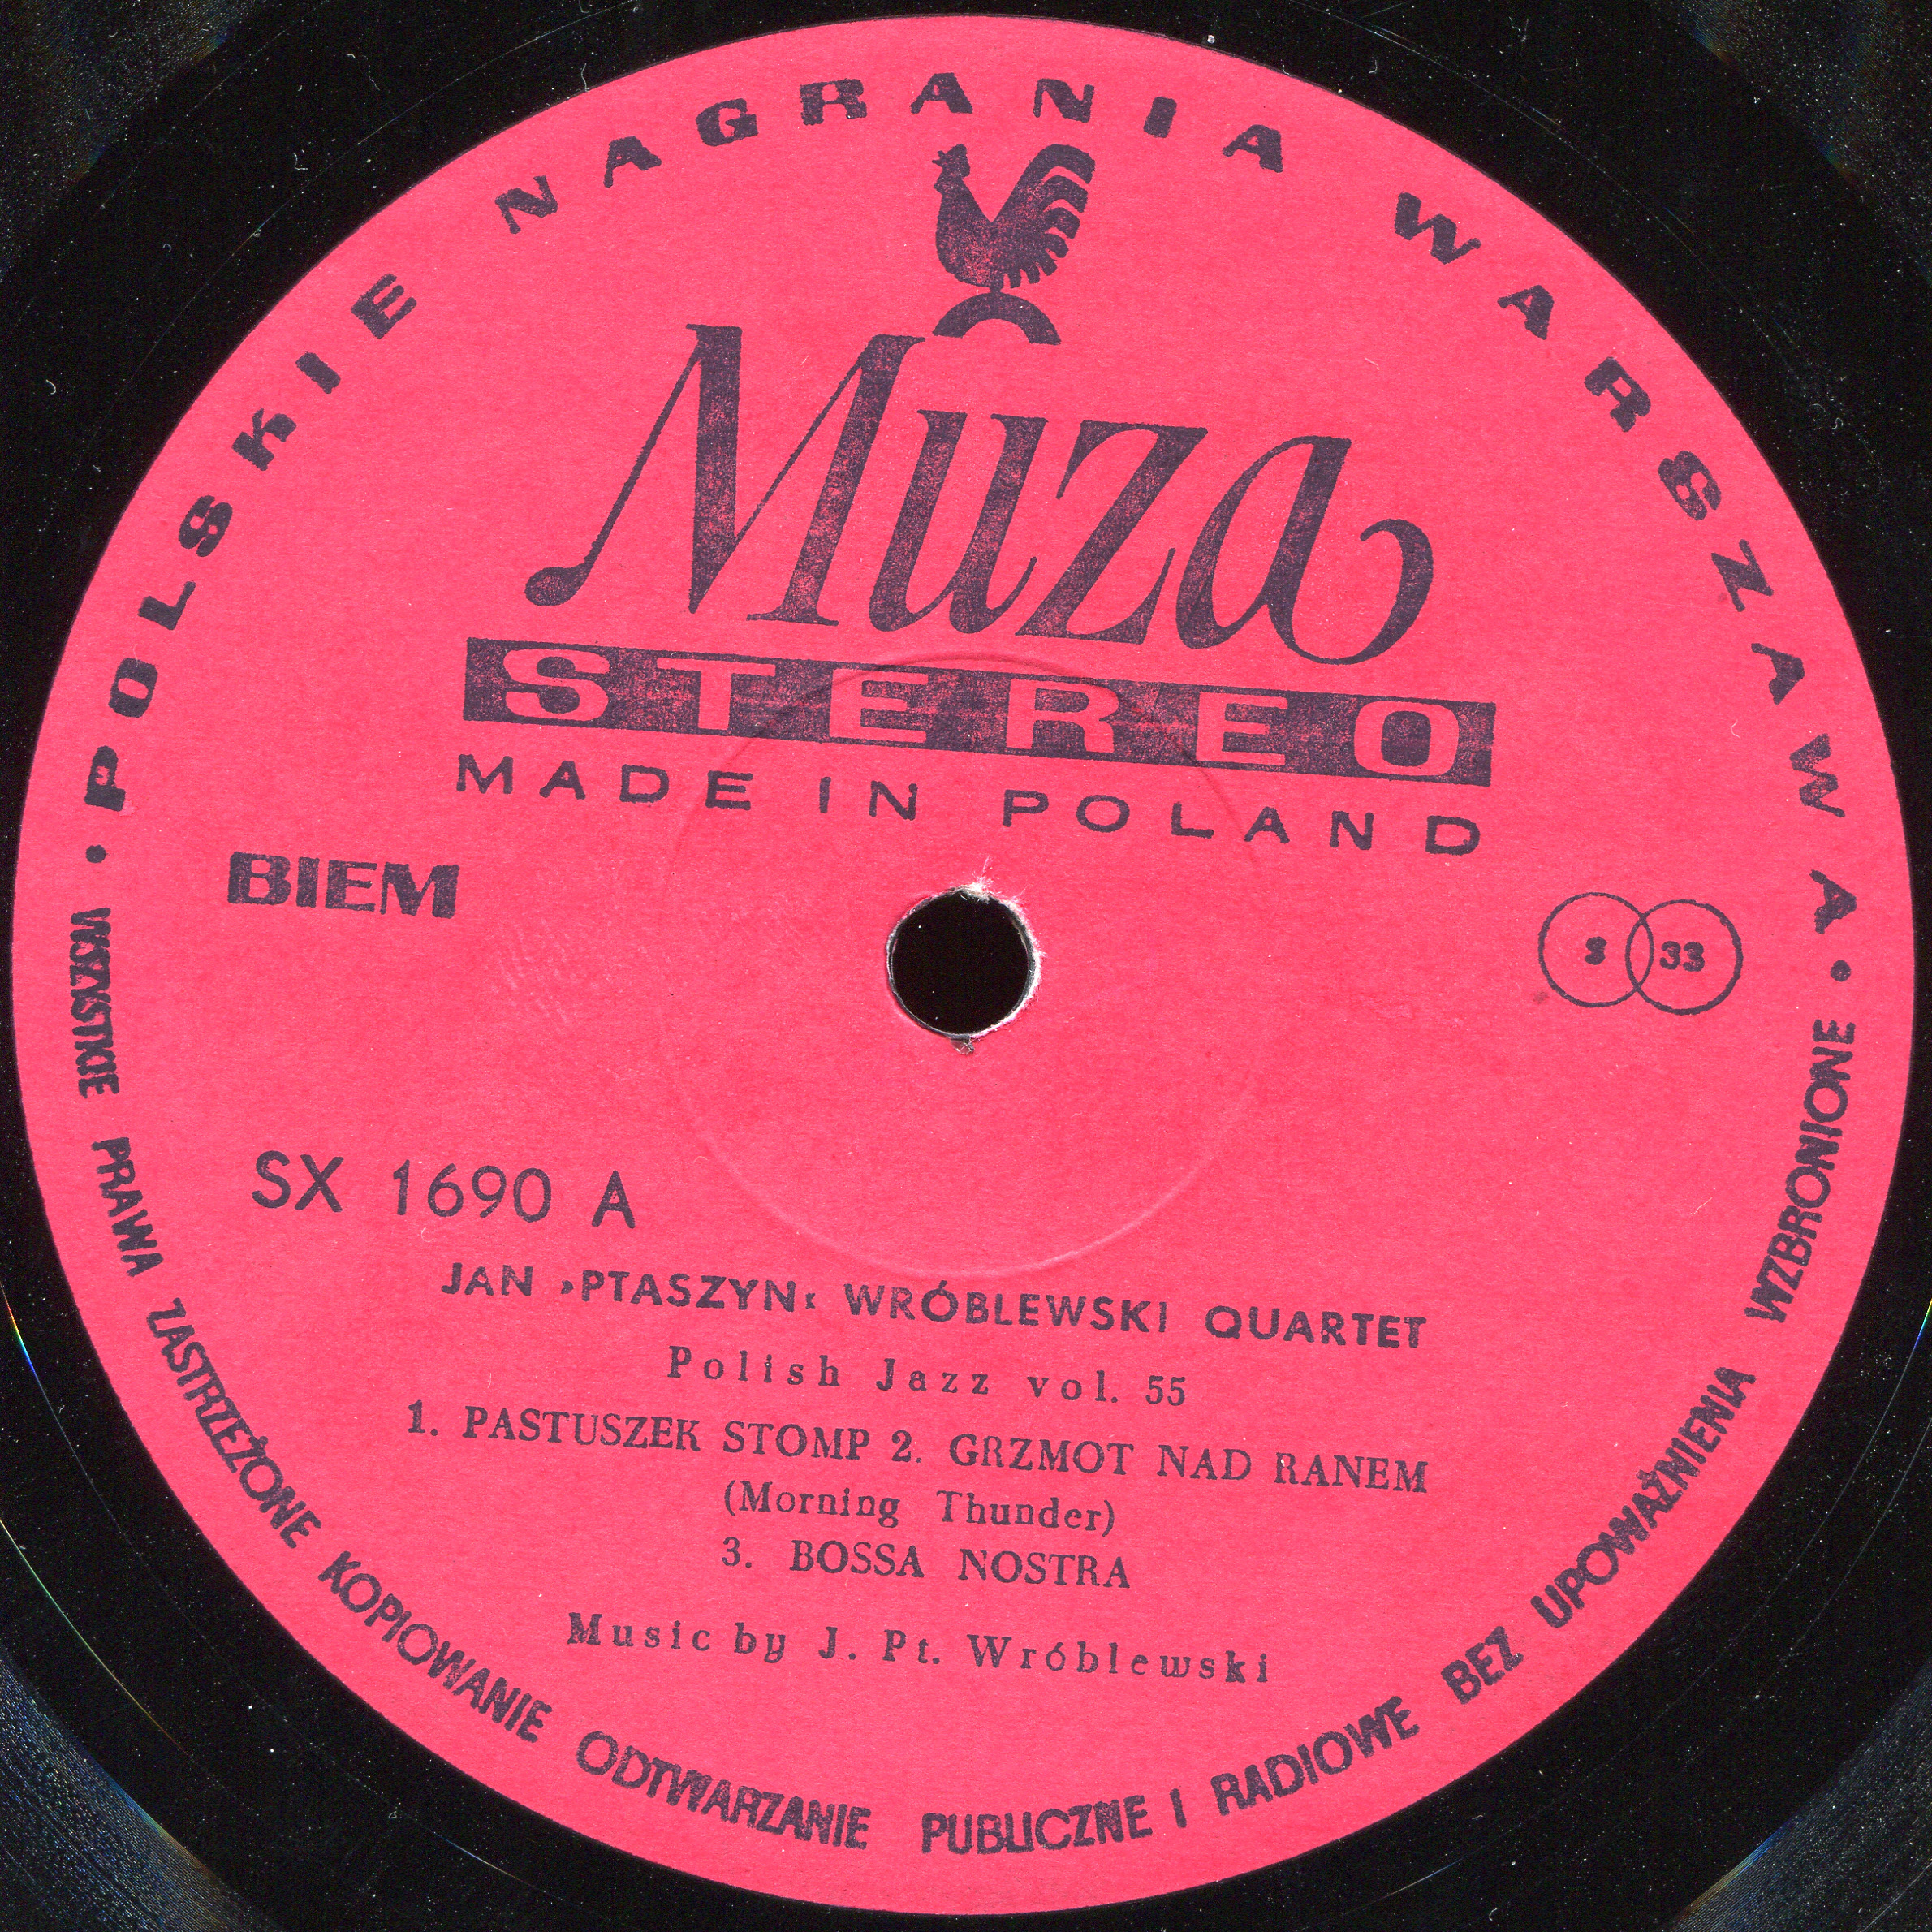 POLSKIE NAGRANIA WARSZAWA
Muza
STEREO
MADE IN POLAND
BIEM
S 33
SX 1690 A
JAN »PTASZYN« WRÓBLEWSKI QUARTET
Polish Jazz vol. 55
1. PASTUSZEK STOMP 2. GRZMOT NAD RANEM
(Morning Thunder)
3. BOSSA NOSTRA
Music by J. Pt. Wróblewski
• WSZYSTKIE PRAWA ZASTRZEŻONE KOPIOWANIE ODTWARZANIE PUBLICZNE I RADIOWE BEZ UPOWAŻNIENIA WZBRONIONE •